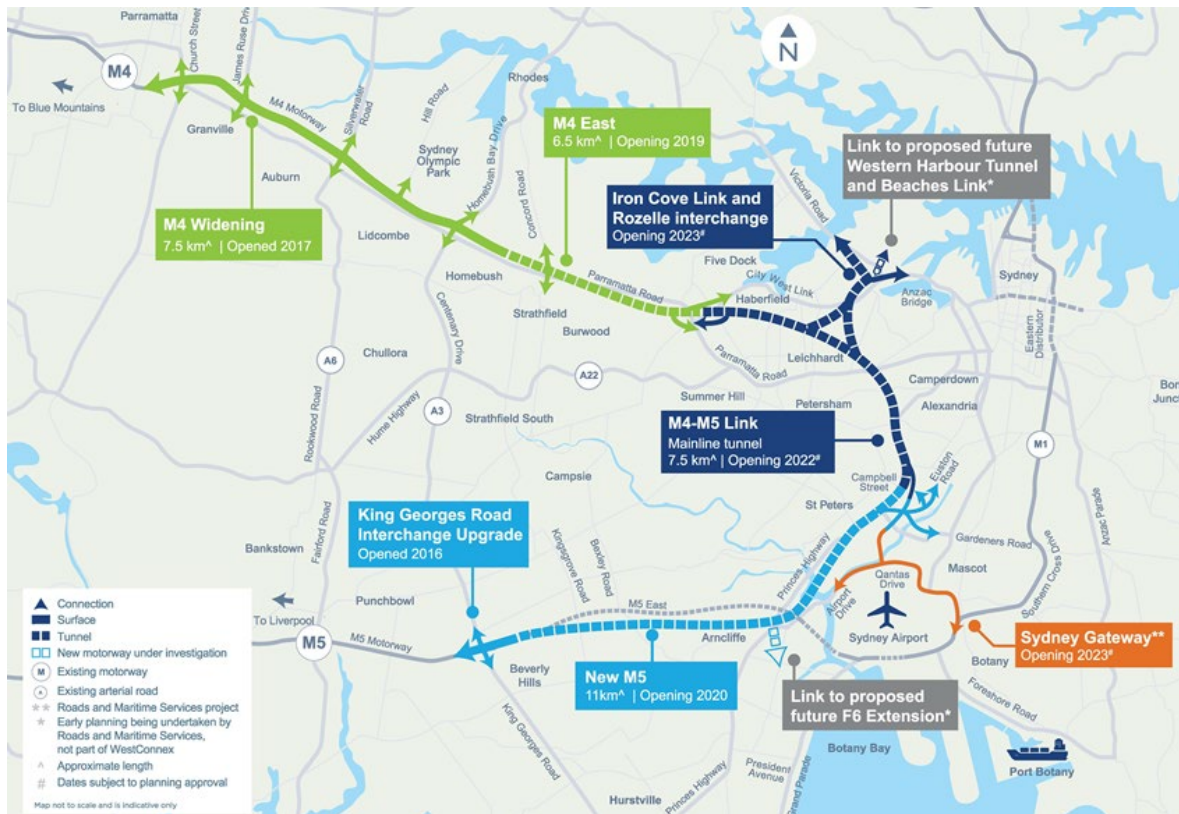 Parramatta
Church Street
James Ruse Drive
M4
To Blue Mountains
M4 Motorway
Granville
Silverwater
Road
Hill Road
Rhodes
Sydney
Olympic
Park
Homebush Bay Drive
Auburn
M4 Widening
7.5 km^ | Opened 2017
Lidcombe
Concord Road
M4 East
6.5 km^ | Opening 2019
N
Link to proposed future
Western Harbour Tunnel
and Beaches Link*
Victoria Road
Iron Cove Link and
Rozelle interchange
Opening 2023#
Homebush
Parramatta Road
Five Dock
City West Link
Haberfield
Anzac
Bridge
Sydney
Eastern
Distributor
Strathfield
Burwood
Centenary Drive
A6
Chullora
A22
Leichhardt
Parramatta Road
Summer Hill
Camperdown
Petersham
Alexandria
Bon
Junct
Rookwood Road
Hume Highway
A3
Strathfield South
M4-M5 Link
Mainline tunnel
7.5 km^ | Opening 2022#
M1
Campsie
Campbell
Street
Euston
Road
St Peters
Anzac Parade
King Georges Road
Interchange Upgrade
Opened 2016
Fairford Road
Bankstown
Kingsgrove Road
Bexley Road
Princes Highway
Gardeners Road
Mascot
Qantas
Drive
Airport
Drive
Southern Cross Drive
Punchbowl
To Liverpool
M5
M5 Motorway
M5 East
Arncliffe
Sydney Airport
Sydney Gateway**
Opening 2023#
Botany
Beverly
Hills
New M5
11km^ | Opening 2020
Link to proposed
future F6 Extension*
Foreshore Road
King Georges Road
Botany Bay
Port Botany
President
Avenue
Princes Highway
Grand Parade
Hurstville
Connection
Surface
Tunnel
New motorway under investigation
M Existing motorway
A Existing arterial road
** Roads and Maritime Services project
* Early planning being undertaken by
Roads and Maritime Services,
not part of WestConnex
^ Approximate length
# Dates subject to planning approval
Map not to scale and is indicative only